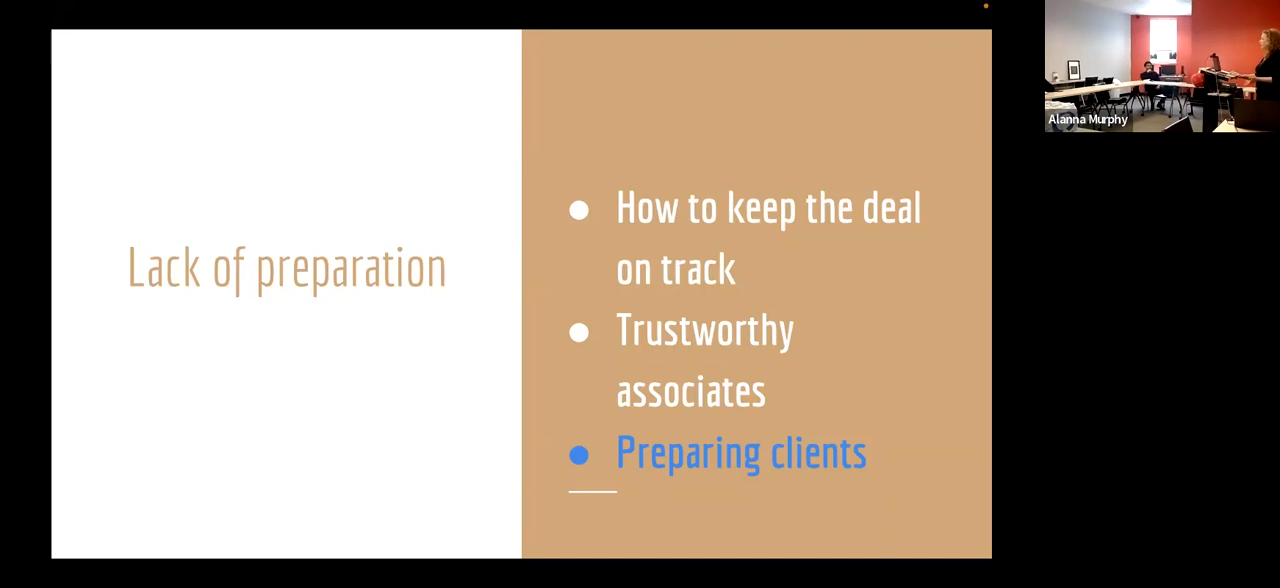 Alanna Murphy
Lack of preparation
● How to keep the deal
on track
● Trustworthy
associates
● Preparing clients